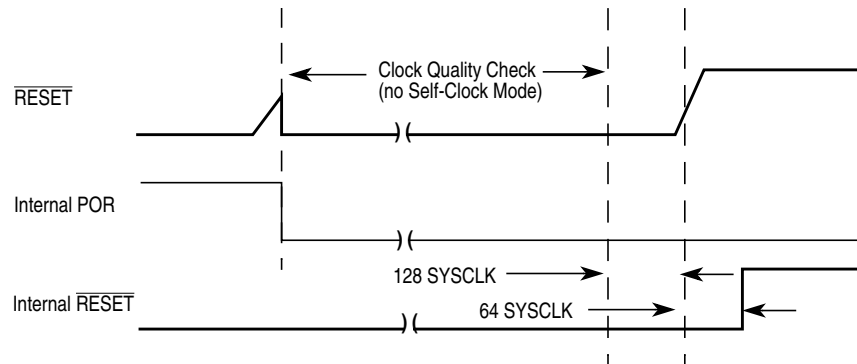 Clock Quality Check
(no Self-Clock Mode)
RESET
) (
Internal POR
) (
128 SYSCLK
Internal RESET
64 SYSCLK
) (